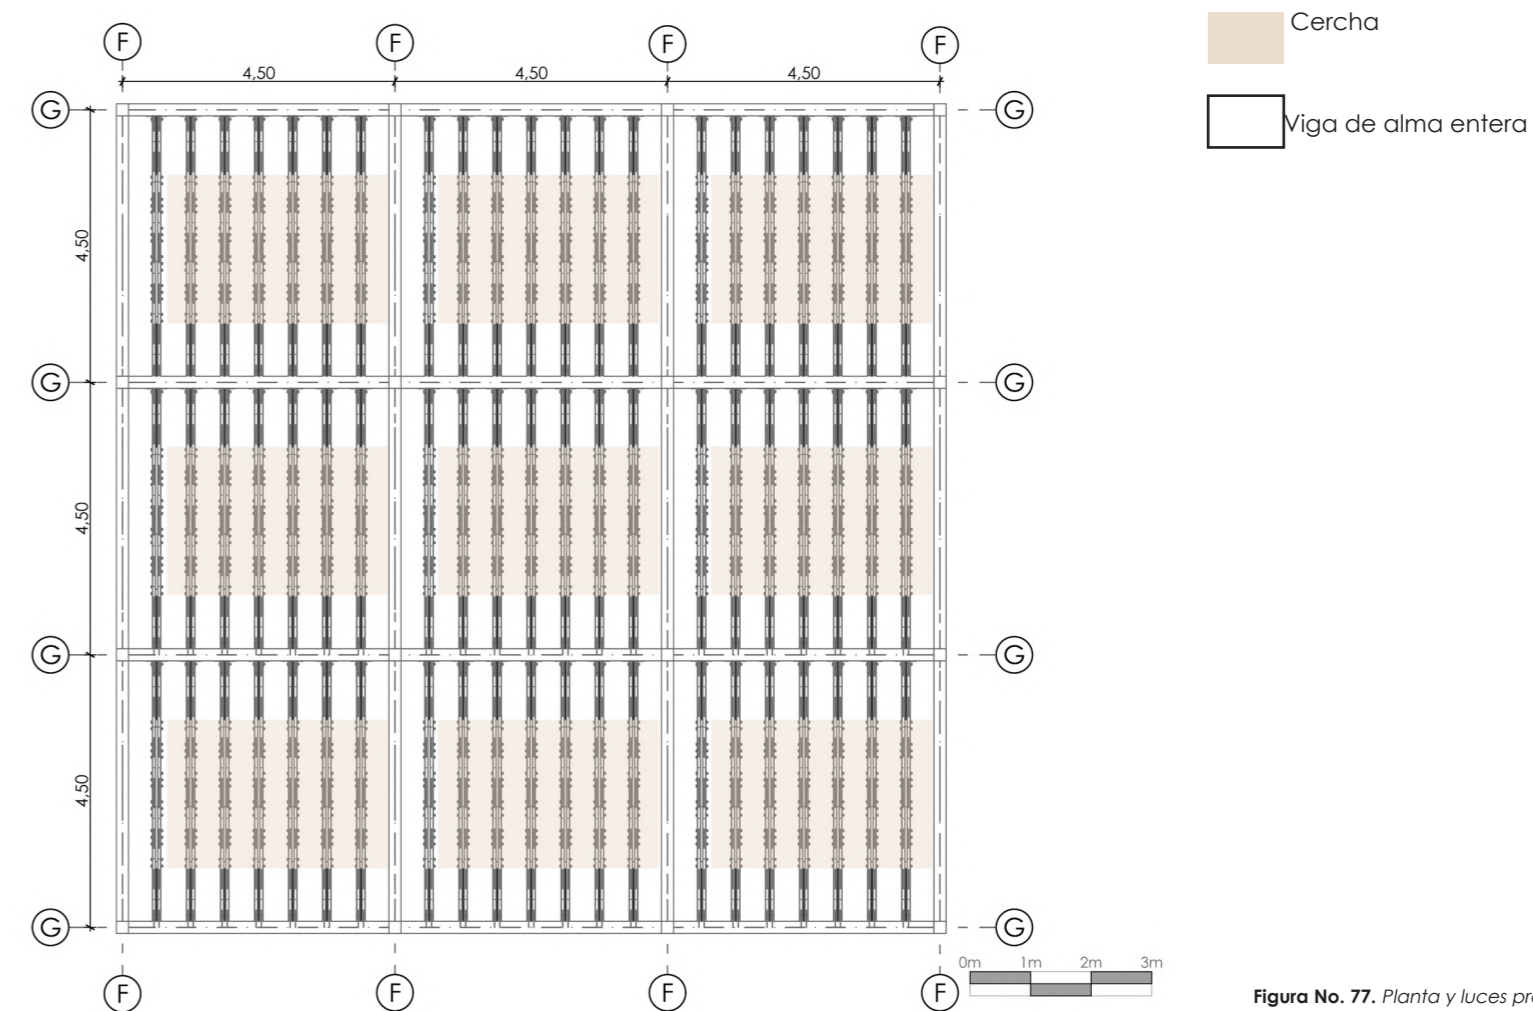 Cercha
Viga de alma entera
F F F F
4,50 4,50 4,50
G G
4,50
G G
4,50
G G
4,50
G G
0m 1m 2m 3m
F F F F
Figura No. 77. Planta y luces